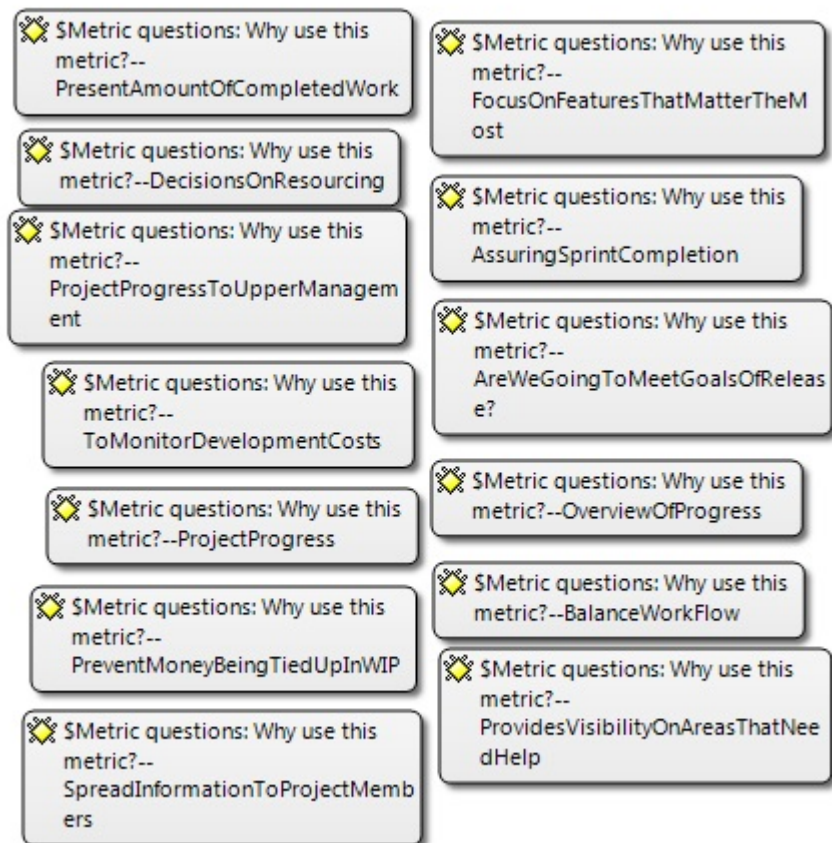 $Metric questions: Why use this
metric?--
PresentAmountOfCompletedWork
$Metric questions: Why use this
metric?--DecisionsOnResourcing
$Metric questions: Why use this
metric?--
ProjectProgressToUpperManagem
ent
$Metric questions: Why use this
metric?--
ToMonitorDevelopmentCosts
$Metric questions: Why use this
metric?--ProjectProgress
$Metric questions: Why use this
metric?--
PreventMoneyBeingTiedUpInWIP
$Metric questions: Why use this
metric?--
SpreadInformationToProjectMemb
ers
$Metric questions: Why use this
metric?--
FocusOnFeaturesThatMatterTheM
ost
$Metric questions: Why use this
metric?--
AssuringSprintCompletion
$Metric questions: Why use this
metric?--
AreWeGoingToMeetGoalsOfReleas
e?
$Metric questions: Why use this
metric?--OverviewOfProgress
$Metric questions: Why use this
metric?--BalanceWorkFlow
$Metric questions: Why use this
metric?--
ProvidesVisibilityOnAreasThatNee
dHelp